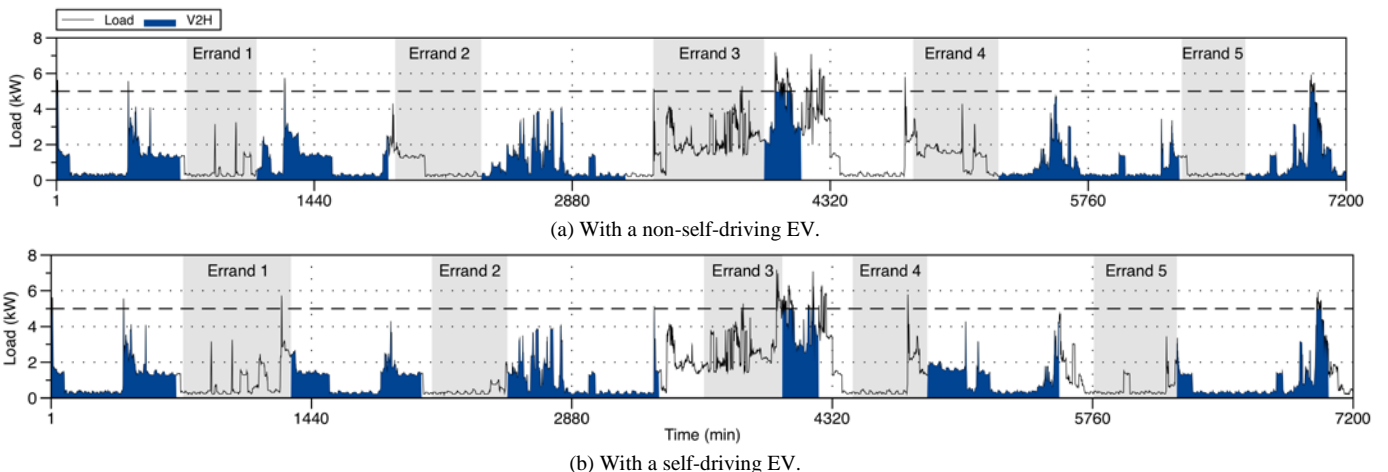 Load V2H
8
6
4
2
0
Load (kW)
Errand 1 Errand 2 Errand 3 Errand 4 Errand 5
1 1440 2880 4320 5760 7200
(a) With a non-self-driving EV.
8
6
4
2
0
Load (kW)
Errand 1 Errand 2 Errand 3 Errand 4 Errand 5
1 1440 2880 4320 5760 7200
Time (min)
(b) With a self-driving EV.